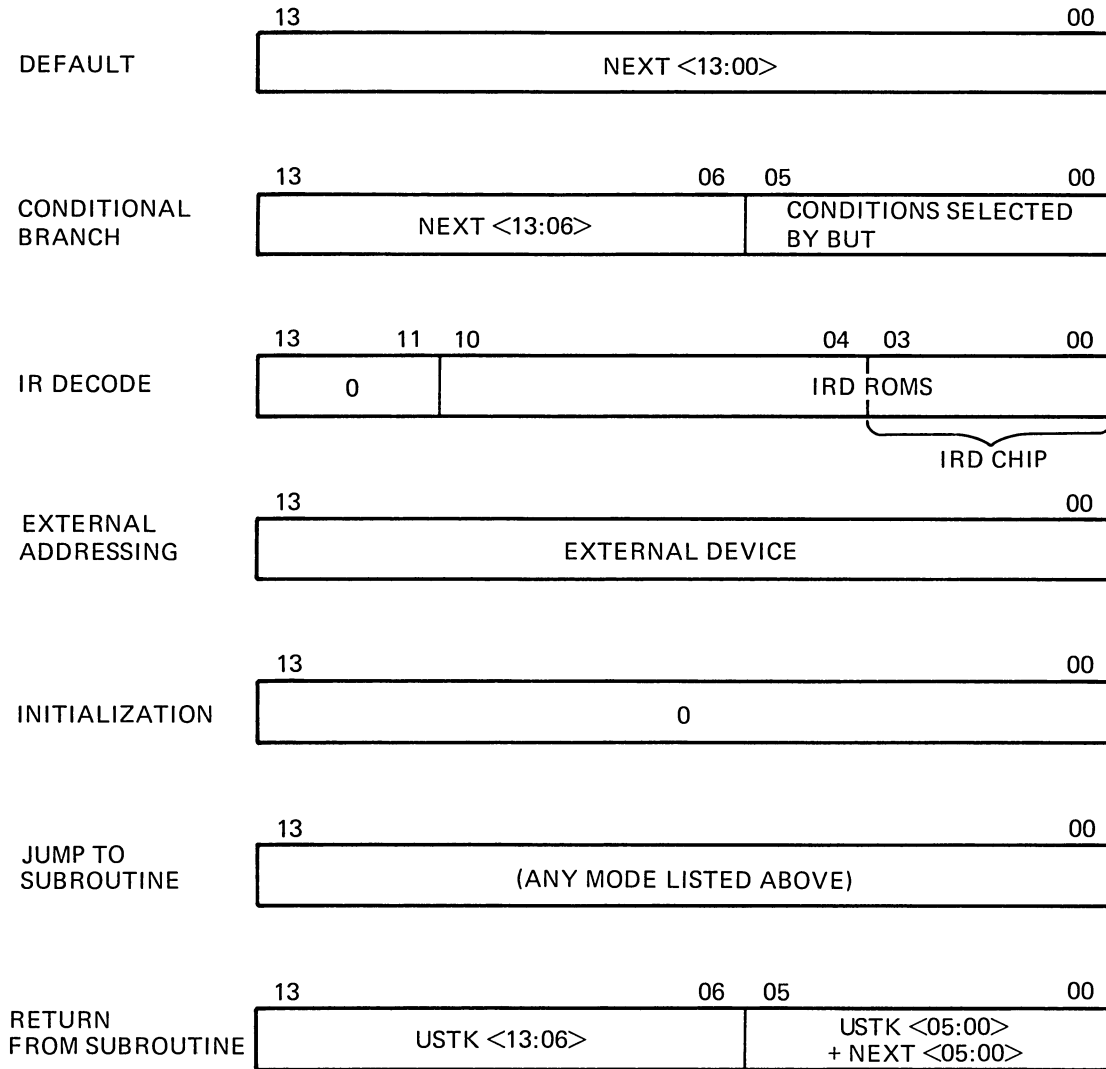 13 00
DEFAULT
NEXT <13:00>
13 06 05 00
CONDITIONAL
BRANCH
NEXT <13:06>
CONDITIONS SELECTED
BY BUT
13 11 10 04 03 00
IR DECODE
0
IRD ROMS
IRD CHIP
13 00
EXTERNAL
ADDRESSING
EXTERNAL DEVICE
13 00
INITIALIZATION
0
13 00
JUMP TO
SUBROUTINE
(ANY MODE LISTED ABOVE)
13 06 05 00
RETURN
FROM SUBROUTINE
USTK <13:06>
USTK <05:00>
+ NEXT <05:00>